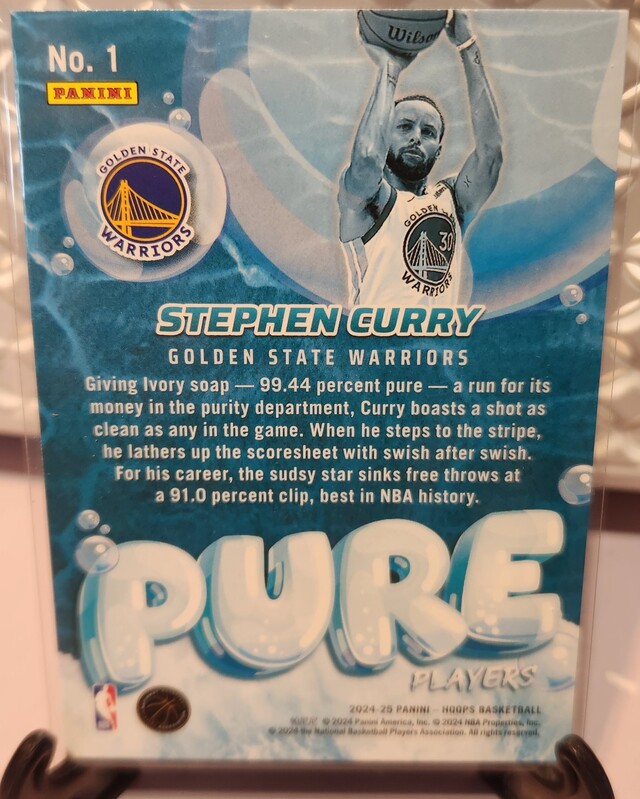 No. 1
PANINI
Wilson
GOLDEN STATE
WARRIORS
GOLDEN
30
WARRIORS
STEPHEN CURRY
GOLDEN STATE WARRIORS
Giving Ivory soap — 99.44 percent pure — a run for its
money in the purity department, Curry boasts a shot as
clean as any in the game. When he steps to the stripe,
he lathers up the scoresheet with swish after swish.
For his career, the sudsy star sinks free throws at
a 91.0 percent clip, best in NBA history.
PURE
PLAYERS
2024-25 PANINI – HOOPS BASKETBALL
© 2024 Panini America, Inc. © 2024 NBA Properties, Inc.
© 2024 the National Basketball Players Association. All rights reserved.